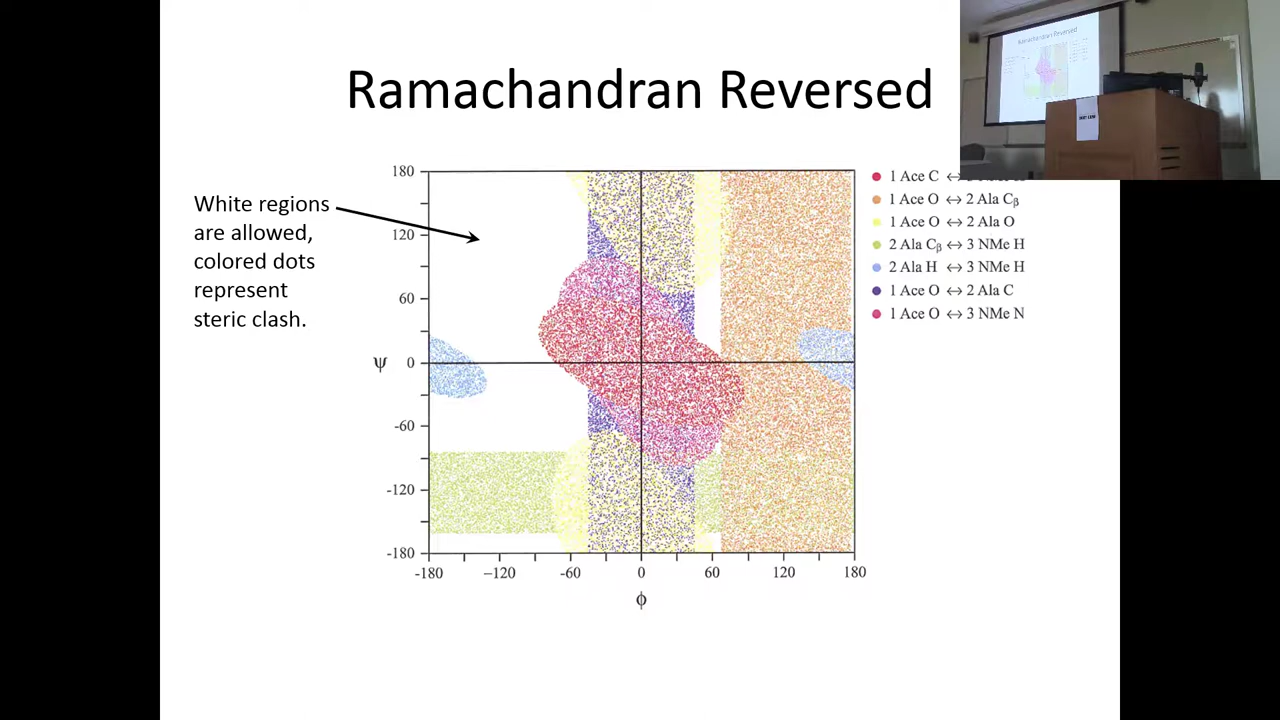 Ramachandran Reversed
White regions
are allowed,
colored dots
represent
steric clash.
180
120
60
0
-60
-120
-180
ψ
-180
−120
-60
0
60
120
180
ϕ
1 Ace C ↔
1 Ace O ↔ 2 Ala Cβ
1 Ace O ↔ 2 Ala O
2 Ala Cβ ↔ 3 NMe H
2 Ala H ↔ 3 NMe H
1 Ace O ↔ 2 Ala C
1 Ace O ↔ 3 NMe N
Ramachandran Reversed